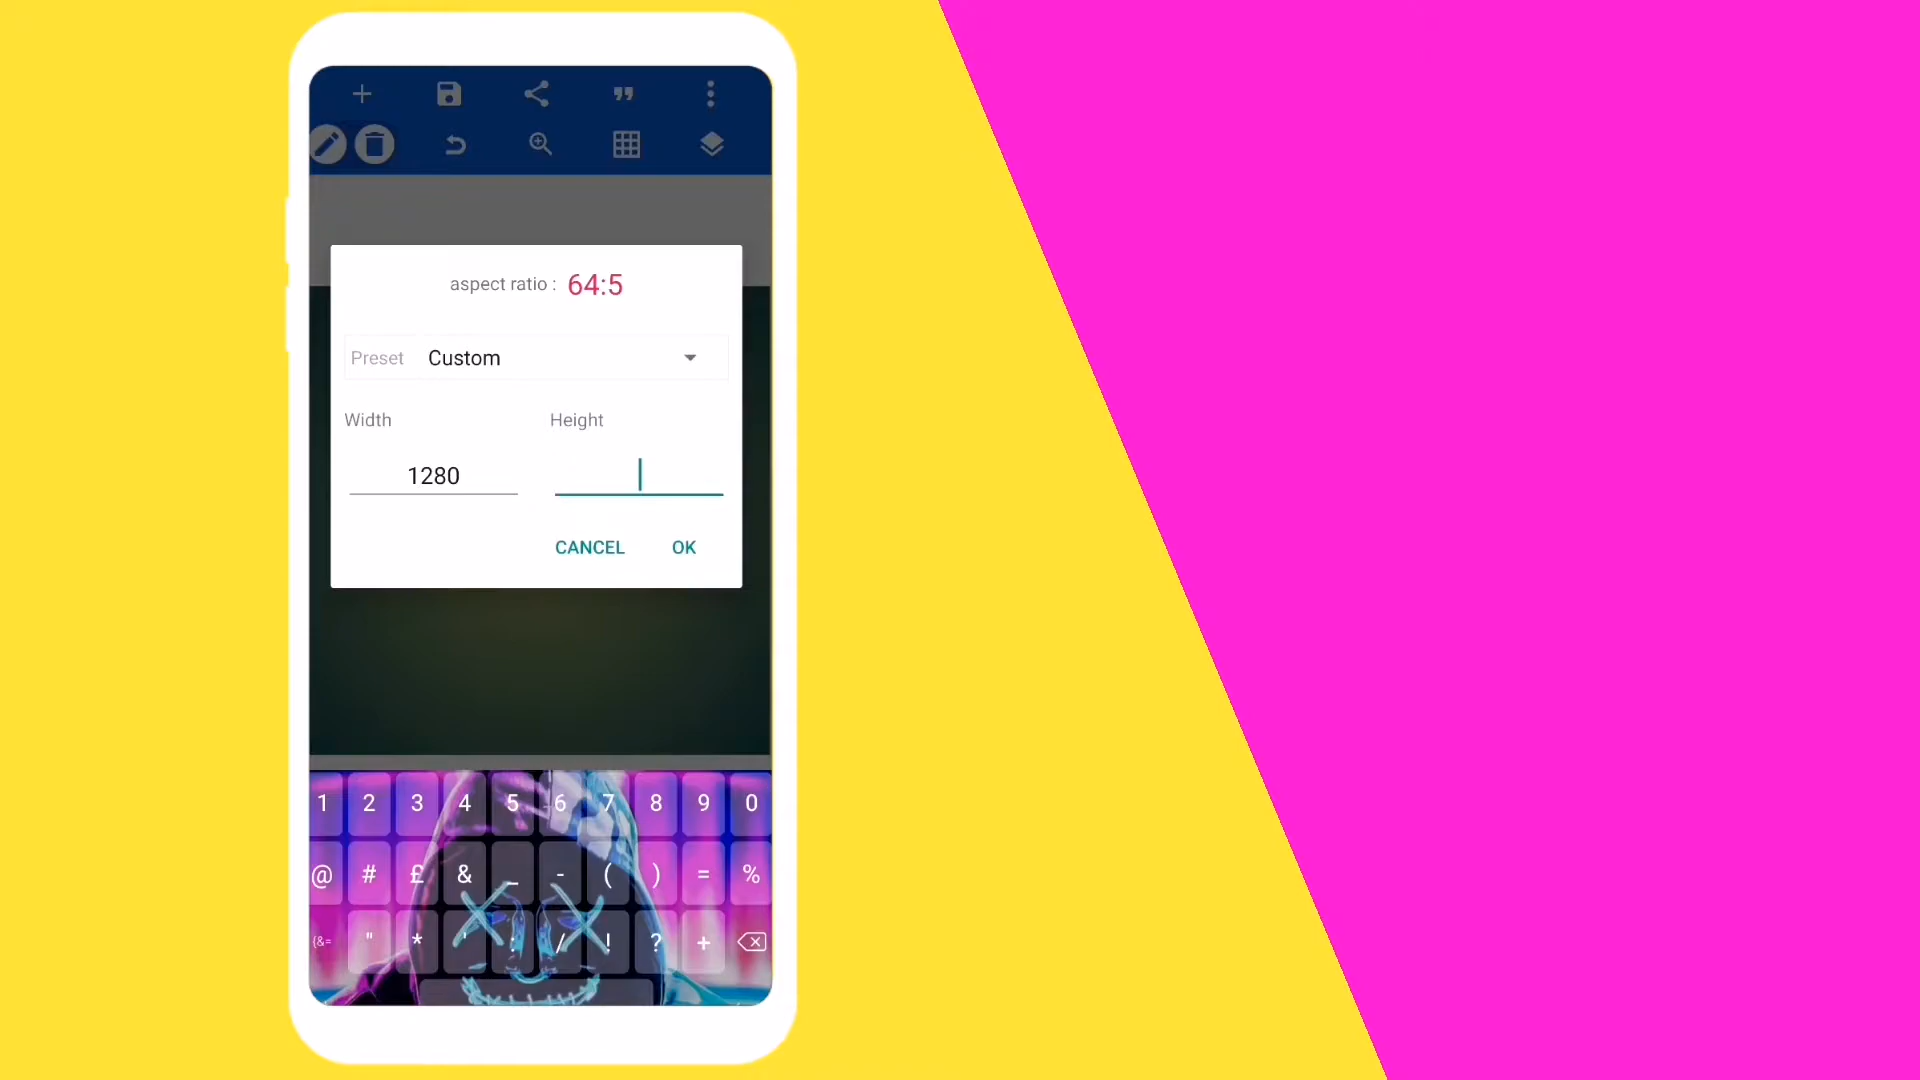 aspect ratio : 64:5
Preset Custom
Width Height
1280
CANCEL OK
1 2 3 4 5 6 7 8 9 0
@ # £ & _ - ( ) = %
{&= " * ' : / ! ? +